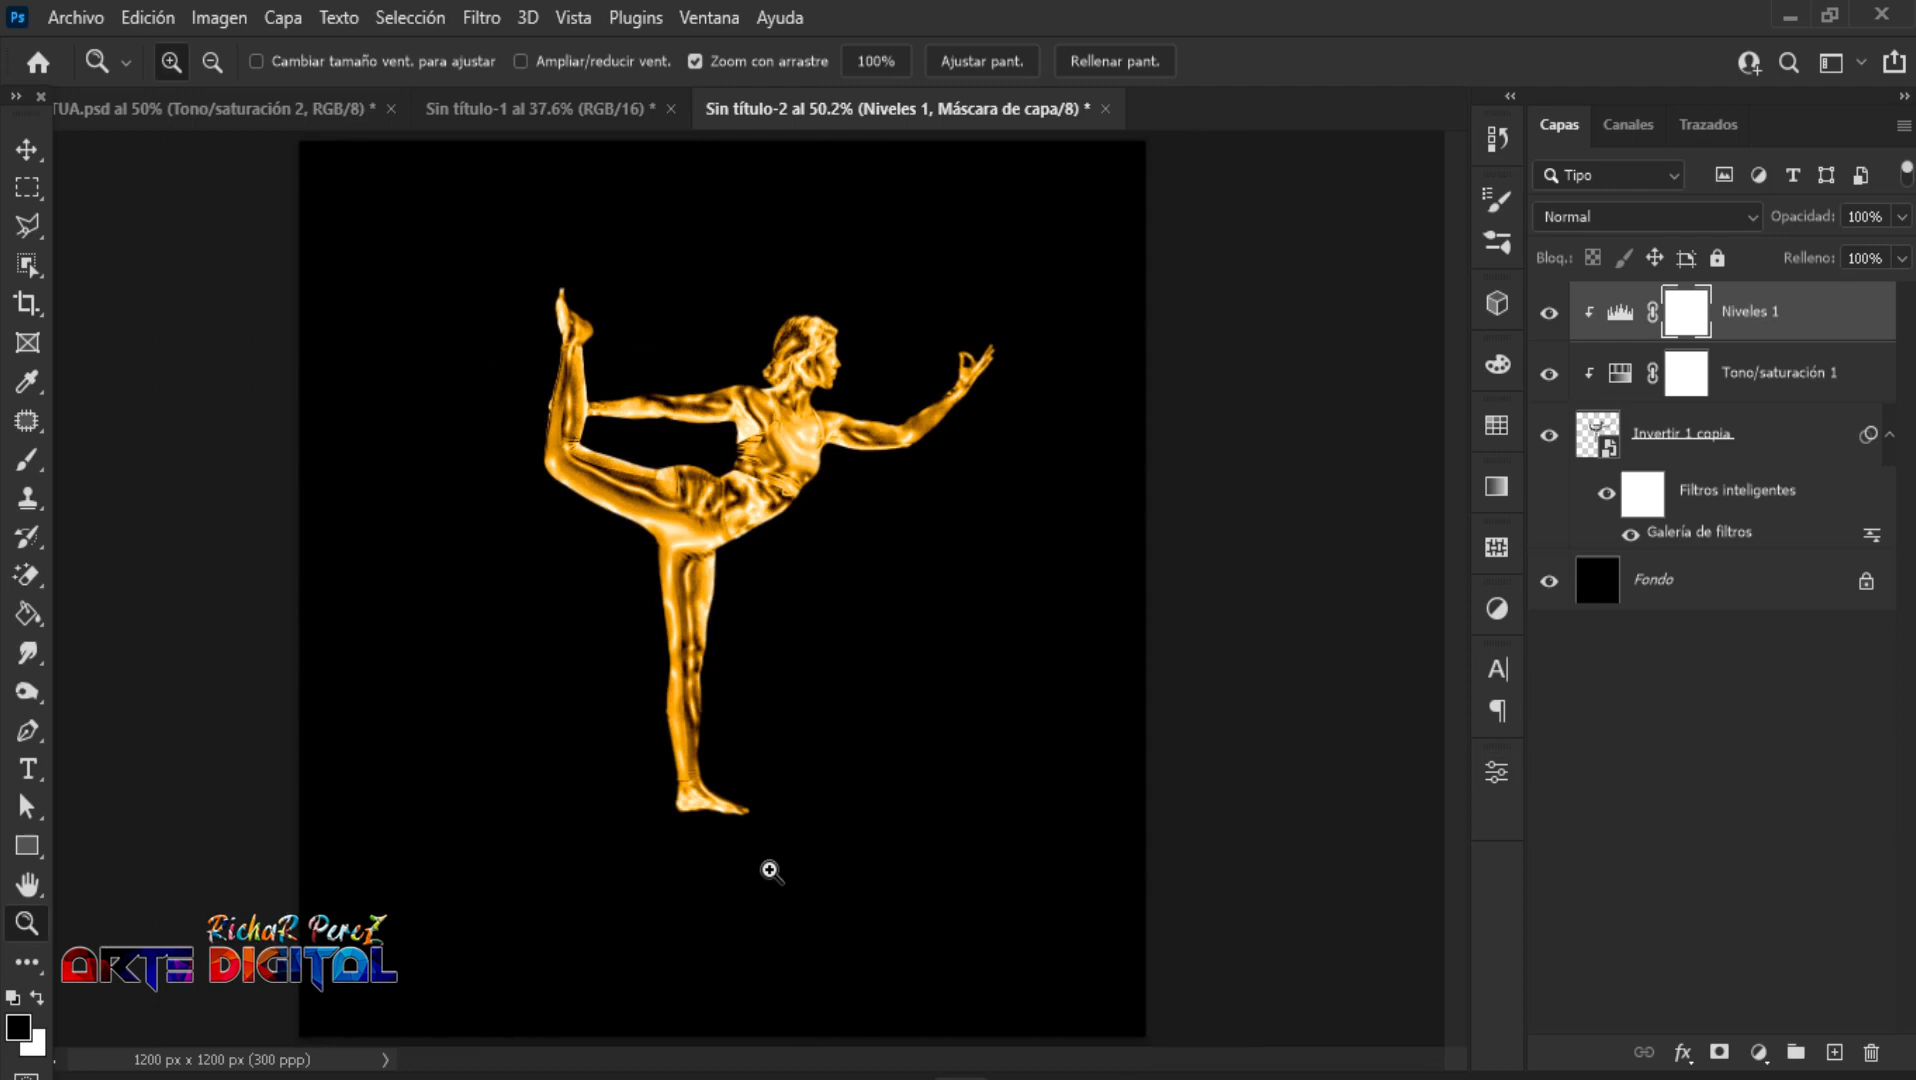 Ps Archivo Edición Imagen Capa Texto Selección Filtro 3D Vista Plugins Ventana Ayuda
Cambiar tamaño vent. para ajustar Ampliar/reducir vent. Zoom con arrastre 100% Ajustar pant. Rellenar pant.
TUA.psd al 50% (Tono/saturación 2, RGB/8) * Sin título-1 al 37.6% (RGB/16) * Sin título-2 al 50.2% (Niveles 1, Máscara de capa/8) *
Capas Canales Trazados
Tipo
Normal Opacidad: 100%
Bloq.: Relleno: 100%
Niveles 1
Tono/saturación 1
Invertir 1 copia
Filtros inteligentes
Galería de filtros
Fondo
RichaR PereZ
ARTE DIGITAL
1200 px x 1200 px (300 ppp)